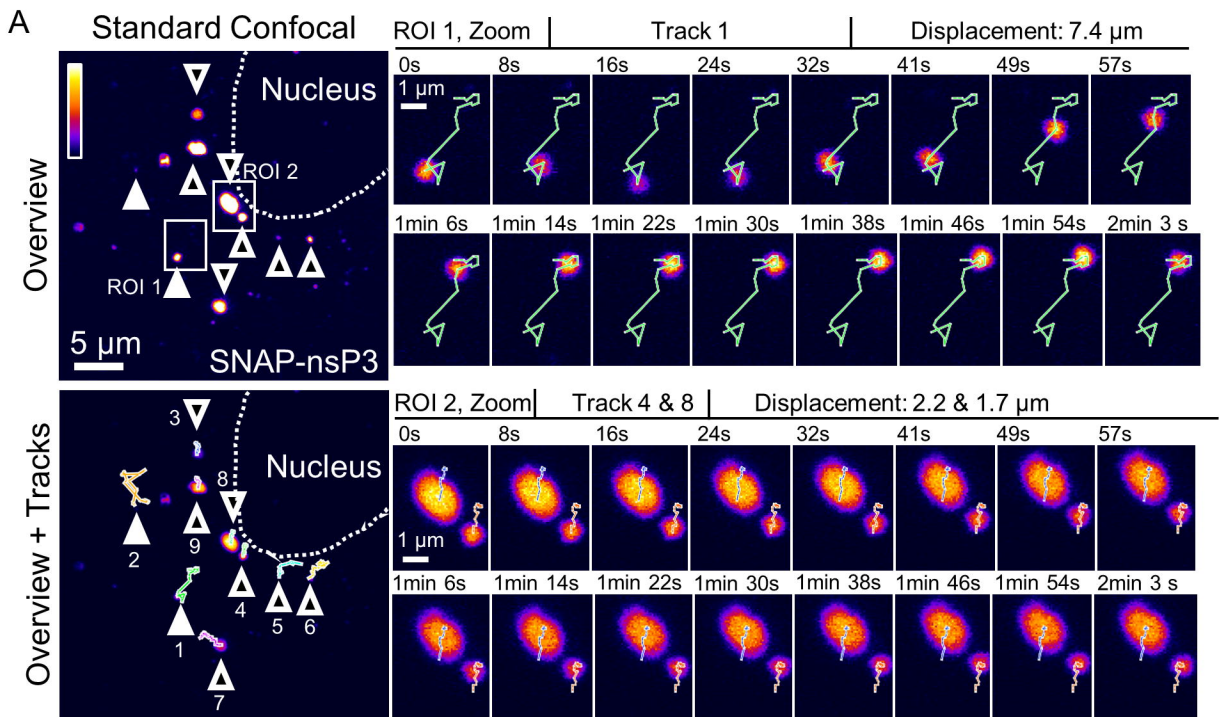 A
Standard Confocal
Overview
Nucleus
ROI 2
ROI 1
5 µm
SNAP-nsP3
ROI 1, Zoom Track 1 Displacement: 7.4 µm
0s 8s 16s 24s 32s 41s 49s 57s
1 µm
1min 6s 1min 14s 1min 22s 1min 30s 1min 38s 1min 46s 1min 54s 2min 3 s
Overview + Tracks
3
Nucleus
8
2
9
4
5
6
1
7
ROI 2, Zoom Track 4 & 8 Displacement: 2.2 & 1.7 µm
0s 8s 16s 24s 32s 41s 49s 57s
1 µm
1min 6s 1min 14s 1min 22s 1min 30s 1min 38s 1min 46s 1min 54s 2min 3 s